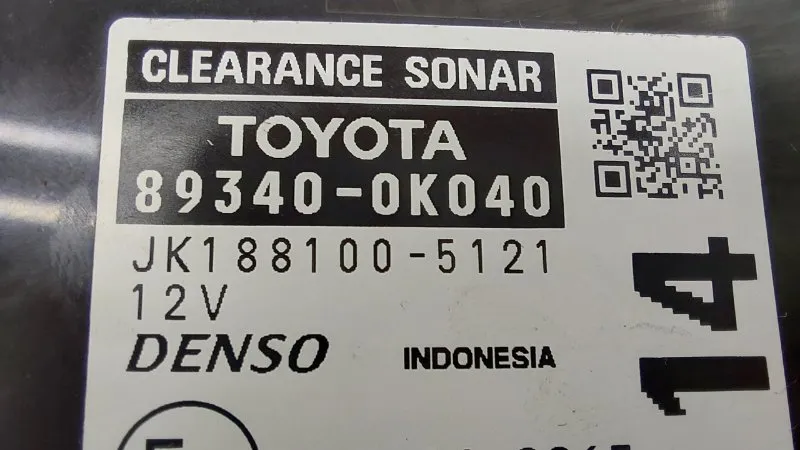 CLEARANCE SONAR
TOYOTA
89340-0K040
JK188100-5121
12V
DENSO INDONESIA
14